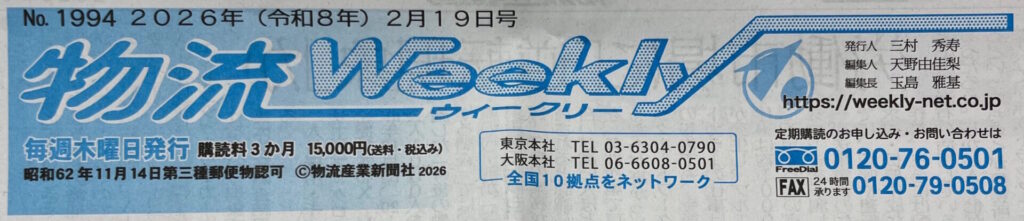 No. 1994 2026年（令和8年）2月19日号
物流Weekly
ウィークリー
発行人 三村 秀寿
編集人 天野由佳梨
編集長 玉島 雅基
https://weekly-net.co.jp
毎週木曜日発行 購読料3か月 15,000円(送料・税込み)
昭和62年11月14日第三種郵便物認可 ©物流産業新聞社 2026
東京本社 TEL 03-6304-0790
大阪本社 TEL 06-6608-0501
全国10拠点をネットワーク
定期購読のお申し込み・お問い合わせは
FreeDial 0120-76-0501
FAX 24時間承ります 0120-79-0508